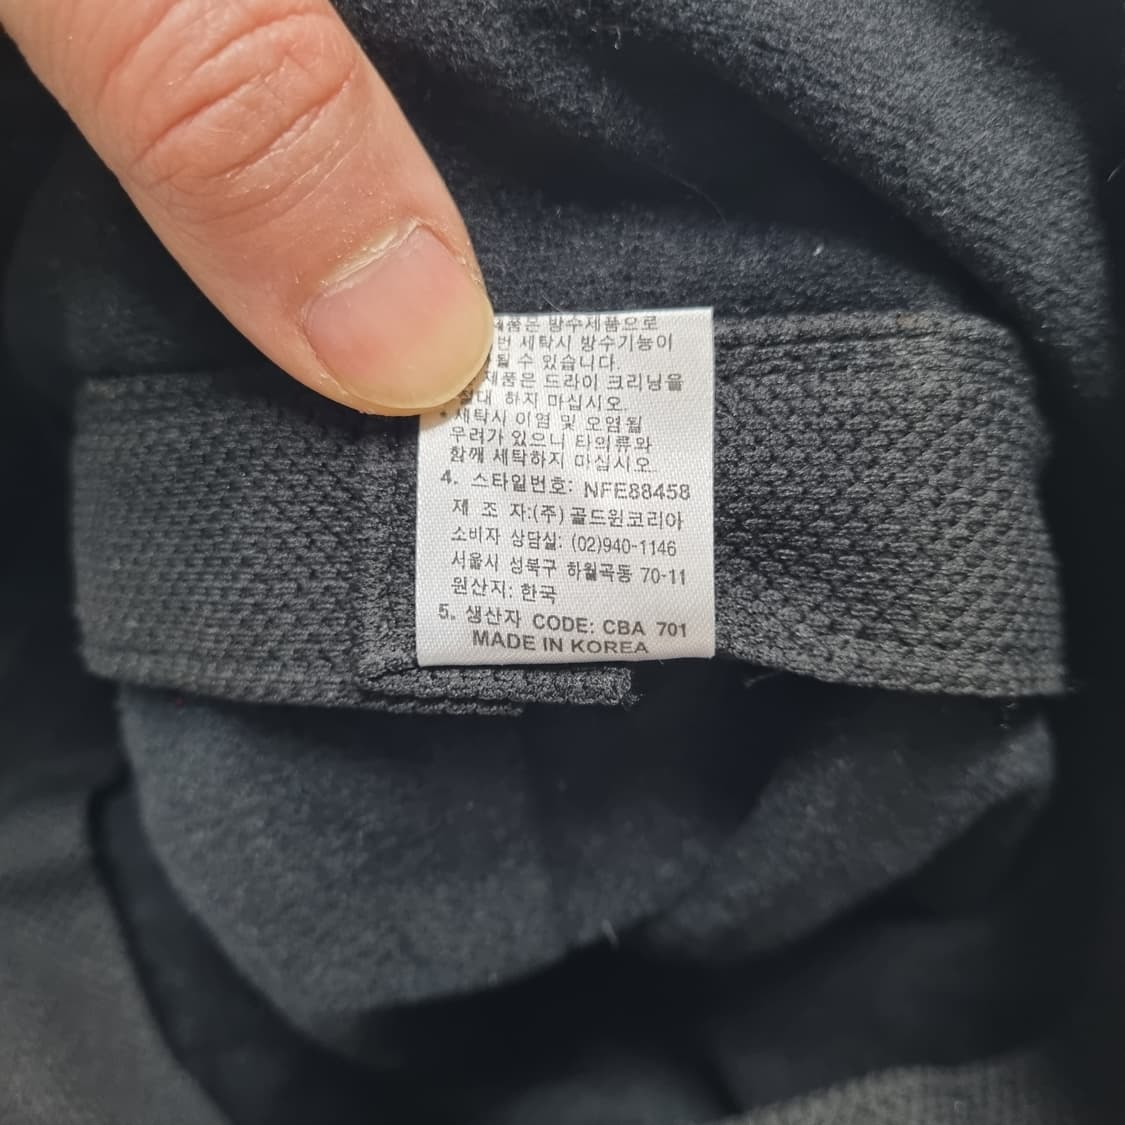 제품은 방수제품으로
번 세탁시 방수기능이
될 수 있습니다.
제품은 드라이 크리닝을
절대 하지 마십시오.
* 세탁시 이염 및 오염될
우려가 있으니 타의류와
함께 세탁하지 마십시오.
4. 스타일번호: NFE88458
제 조 자:(주)골드윈코리아
소비자 상담실: (02)940-1146
서울시 성북구 하월곡동 70-11
원산지: 한국
5. 생산자 CODE: CBA 701
MADE IN KOREA